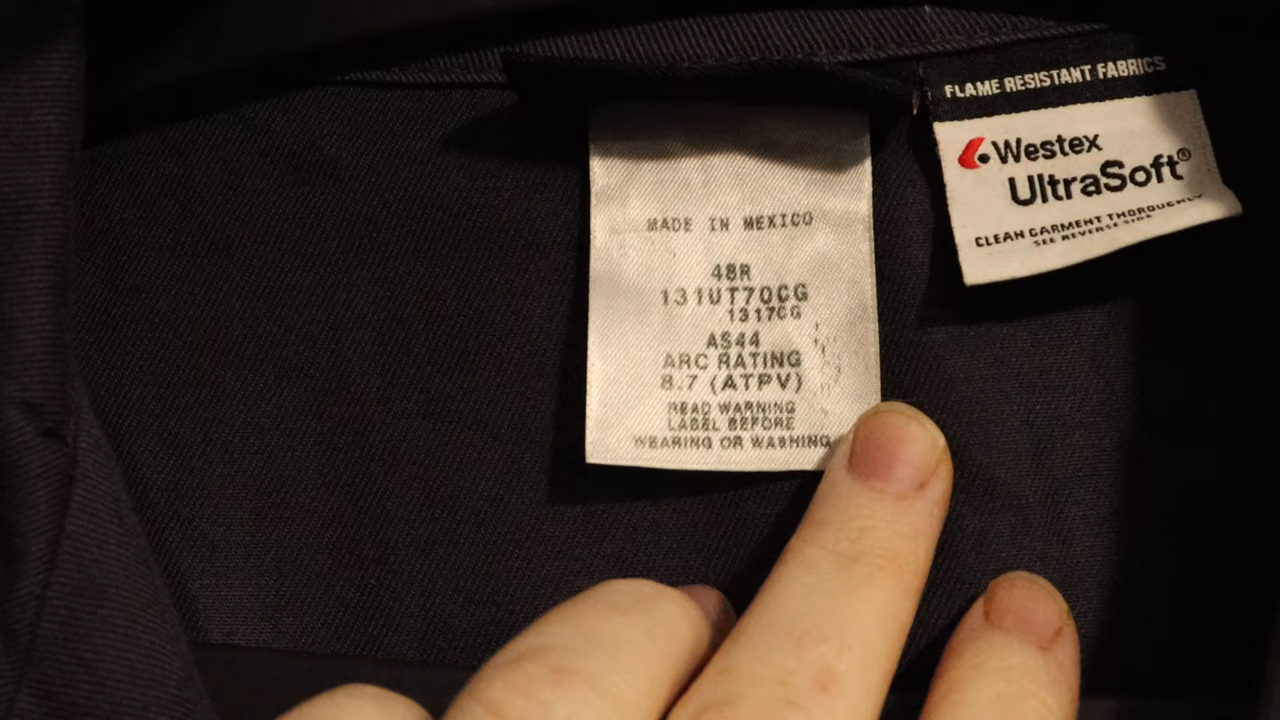 MADE IN MEXICO
48R
131UT70CG
1317CG
AS44
ARC RATING
8.7 (ATPV)
READ WARNING
LABEL BEFORE
WEARING OR WASHING
FLAME RESISTANT FABRICS
Westex
UltraSoft®
CLEAN GARMENT THOROUGHLY
SEE REVERSE SIDE